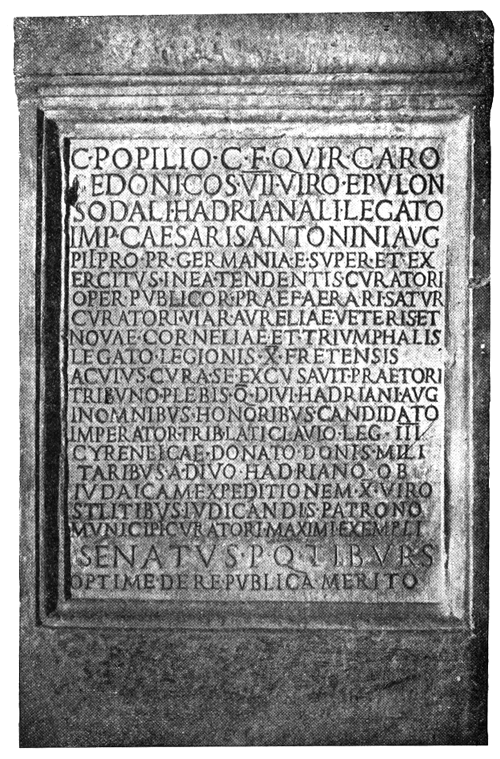 C·POPILIO·C·F·QVIR·CARO
EDONICOS·VII·VIRO·EPVLON
SODALI·HADRIANALI·LEGATO
IMP·CAESARIS·ANTONINI·AVG
PII·PRO·PR·GERMANIAE·SVPER·ET·EX
ERCITVS·IN·EA·TENDENTIS·CVRATORI
OPER·PVBLICOR·PRAEF·AERARI·SATVR
CVRATORI·VIAR·AVRELIAE·VETERIS·ET
NOVAE·CORNELIAE·ET·TRIVMPHALIS
LEGATO·LEGIONIS·X·FRETENSIS
A·CVIVS·CVRA·SE·EXCVSAVIT·PRAETORI
TRIBVNO·PLEBIS·Q·DIVI·HADRIANI·AVG
IN·OMNIBVS·HONORIBVS·CANDIDATO
IMPERATOR·TRIB·LATICLAVIO·LEG·III
CYRENEICAE·DONATO·DONIS·MILI
TARIBVS·A·DIVO·HADRIANO·OB
IVDAICAM·EXPEDITIONEM·X·VIRO
STLITIBVS·IVDICANDIS·PATRONO
MVNICIPI·CVRATORI·MAXIMI·EXEMPLI
SENATVS·P·Q·TIBVRS
OPTIME·DE·REPVBLICA·MERITO